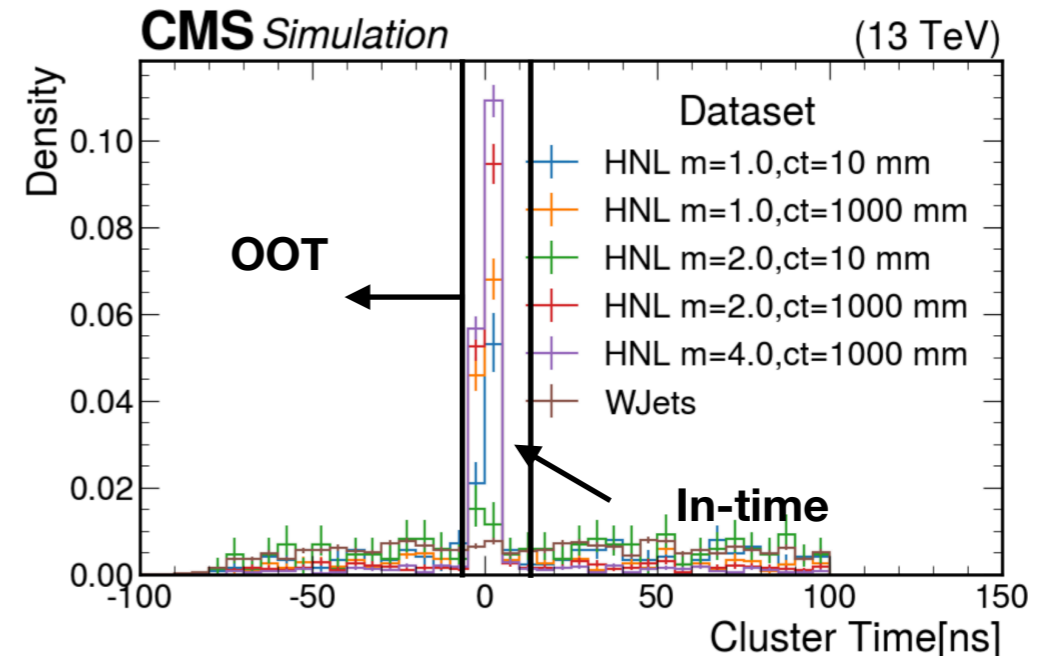 CMS Simulation (13 TeV)
Density
Dataset
HNL m=1.0,ct=10 mm
HNL m=1.0,ct=1000 mm
HNL m=2.0,ct=10 mm
HNL m=2.0,ct=1000 mm
HNL m=4.0,ct=1000 mm
WJets
OOT
In-time
0.10
0.08
0.06
0.04
0.02
0.00
-100 -50 0 50 100 150
Cluster Time[ns]